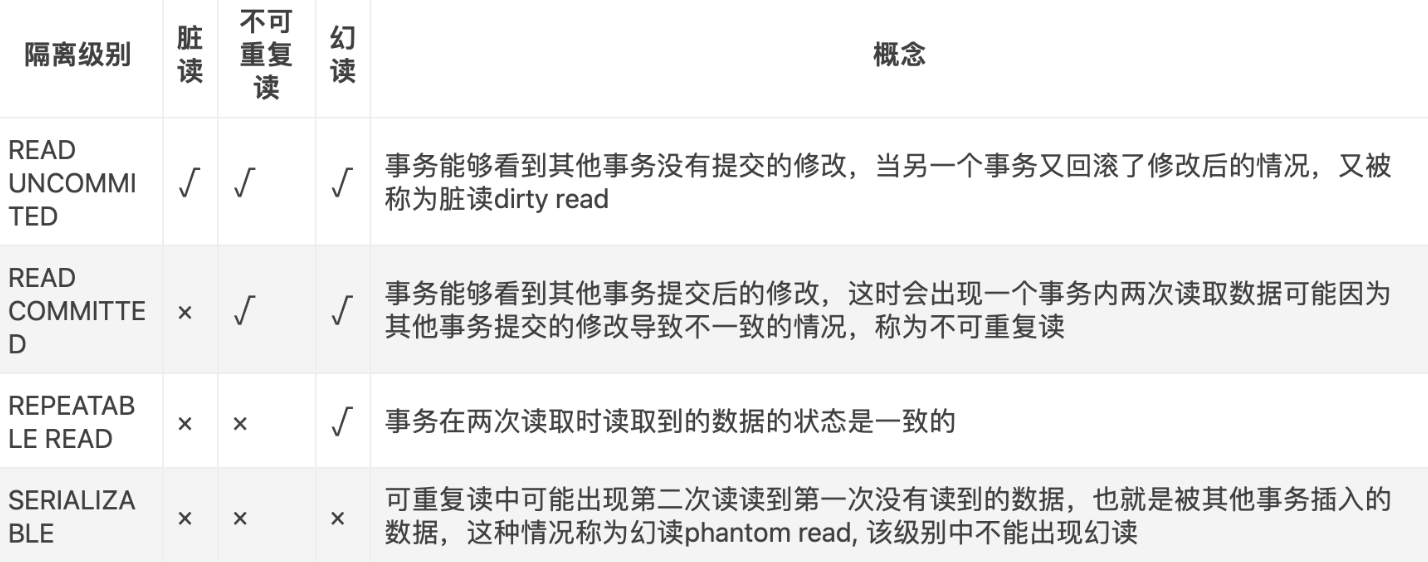 隔离级别
脏
读
不可
重复
读
幻
读
概念
READ
UNCOMMI
TED
√
√
√
事务能够看到其他事务没有提交的修改，当另一个事务又回滚了修改后的情况，又被
称为脏读dirty read
READ
COMMITTE
D
×
√
√
事务能够看到其他事务提交后的修改，这时会出现一个事务内两次读取数据可能因为
其他事务提交的修改导致不一致的情况，称为不可重复读
REPEATAB
LE READ
×
×
√
事务在两次读取时读取到的数据的状态是一致的
SERIALIZA
BLE
×
×
×
可重复读中可能出现第二次读读到第一次没有读到的数据，也就是被其他事务插入的
数据，这种情况称为幻读phantom read, 该级别中不能出现幻读